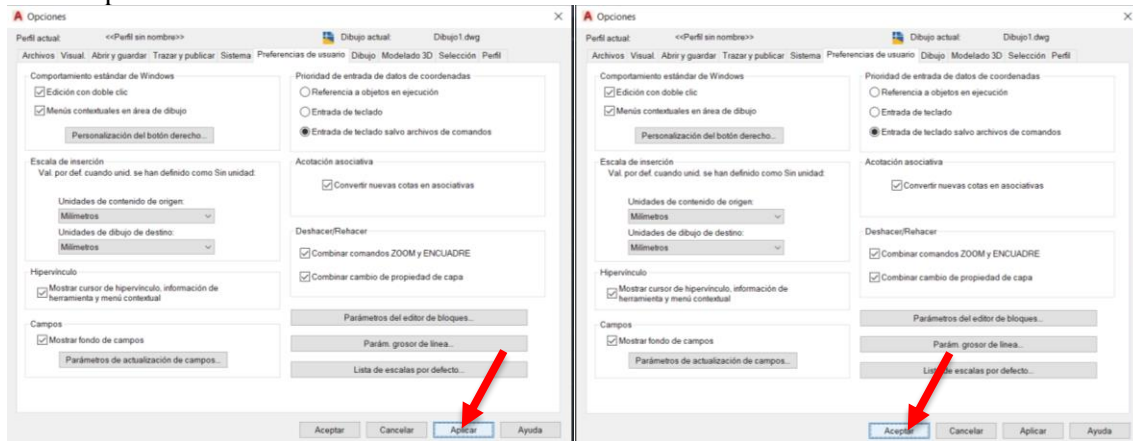 Opciones
Perfil actual: <<Perfil sin nombre>> Dibujo actual: Dibujo1.dwg
Archivos Visual. Abrir y guardar Trazar y publicar Sistema Preferencias de usuario Dibujo Modelado 3D Selección Perfil
Comportamiento estándar de Windows
Edición con doble clic
Menús contextuales en área de dibujo
Personalización del botón derecho...
Escala de inserción
Val. por def. cuando unid. se han definido como Sin unidad:
Unidades de contenido de origen:
Milímetros
Unidades de dibujo de destino:
Milímetros
Hipervínculo
Mostrar cursor de hipervínculo, información de
herramienta y menú contextual
Campos
Mostrar fondo de campos
Parámetros de actualización de campos...
Prioridad de entrada de datos de coordenadas
Referencia a objetos en ejecución
Entrada de teclado
Entrada de teclado salvo archivos de comandos
Acotación asociativa
Convertir nuevas cotas en asociativas
Deshacer/Rehacer
Combinar comandos ZOOM y ENCUADRE
Combinar cambio de propiedad de capa
Parámetros del editor de bloques...
Parám. grosor de línea...
Lista de escalas por defecto...
Aceptar Cancelar Aplicar Ayuda
Opciones
Perfil actual: <<Perfil sin nombre>> Dibujo actual: Dibujo1.dwg
Archivos Visual. Abrir y guardar Trazar y publicar Sistema Preferencias de usuario Dibujo Modelado 3D Selección Perfil
Comportamiento estándar de Windows
Edición con doble clic
Menús contextuales en área de dibujo
Personalización del botón derecho...
Escala de inserción
Val. por def. cuando unid. se han definido como Sin unidad:
Unidades de contenido de origen:
Milímetros
Unidades de dibujo de destino:
Milímetros
Hipervínculo
Mostrar cursor de hipervínculo, información de
herramienta y menú contextual
Campos
Mostrar fondo de campos
Parámetros de actualización de campos...
Prioridad de entrada de datos de coordenadas
Referencia a objetos en ejecución
Entrada de teclado
Entrada de teclado salvo archivos de comandos
Acotación asociativa
Convertir nuevas cotas en asociativas
Deshacer/Rehacer
Combinar comandos ZOOM y ENCUADRE
Combinar cambio de propiedad de capa
Parámetros del editor de bloques...
Parám. grosor de línea...
Lista de escalas por defecto...
Aceptar Cancelar Aplicar Ayuda